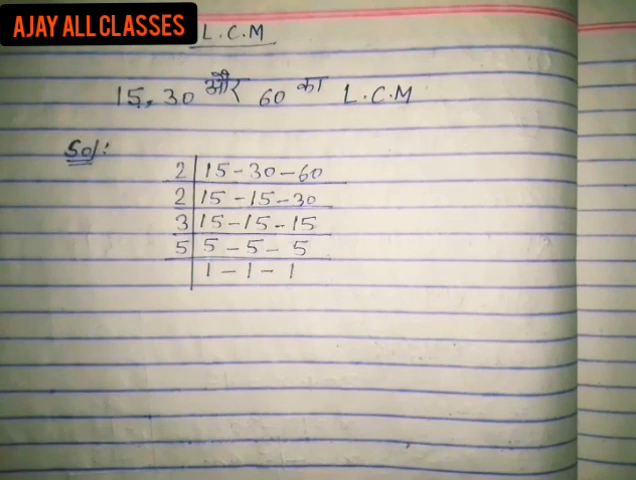 AJAY ALL CLASSES
L.C.M
15, 30 और 60 का L.C.M
Sol:
2 | 15 - 30 - 60
2 | 15 - 15 - 30
3 | 15 - 15 - 15
5 | 5 - 5 - 5
| 1 - 1 - 1